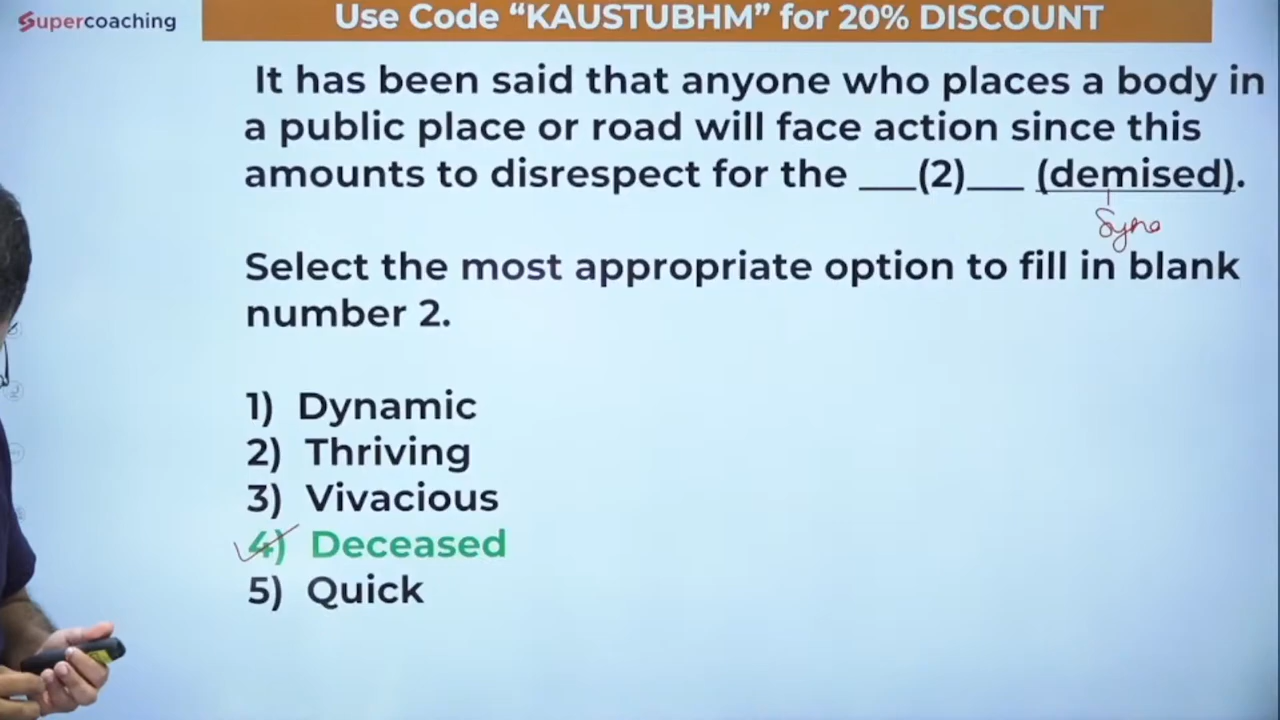 Supercoaching
Use Code “KAUSTUBHM” for 20% DISCOUNT
It has been said that anyone who places a body in
a public place or road will face action since this
amounts to disrespect for the ___(2)___ (demised).
Syno
Select the most appropriate option to fill in blank
number 2.
1) Dynamic
2) Thriving
3) Vivacious
4) Deceased
5) Quick